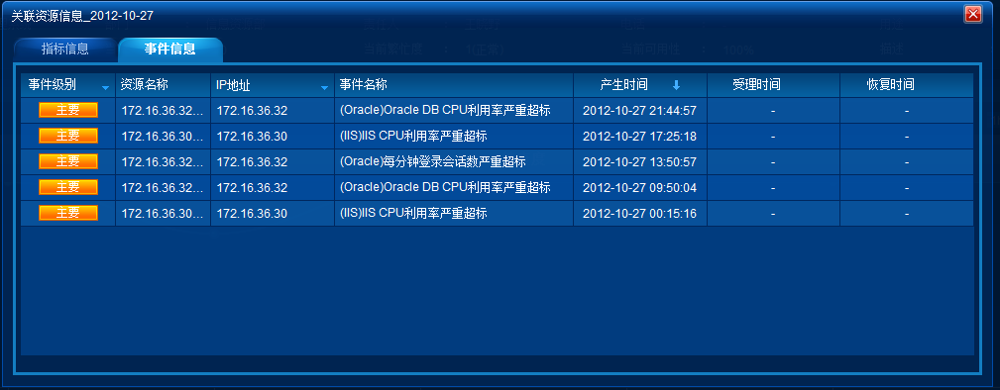 关联资源信息_2012-10-27
指标信息 事件信息
事件级别 资源名称 IP地址 事件名称 产生时间 受理时间 恢复时间
主要 172.16.36.32... 172.16.36.32 (Oracle)Oracle DB CPU利用率严重超标 2012-10-27 21:44:57 - -
主要 172.16.36.30... 172.16.36.30 (IIS)IIS CPU利用率严重超标 2012-10-27 17:25:18 - -
主要 172.16.36.32... 172.16.36.32 (Oracle)每分钟登录会话数严重超标 2012-10-27 13:50:57 - -
主要 172.16.36.32... 172.16.36.32 (Oracle)Oracle DB CPU利用率严重超标 2012-10-27 09:50:04 - -
主要 172.16.36.30... 172.16.36.30 (IIS)IIS CPU利用率严重超标 2012-10-27 00:15:16 - -